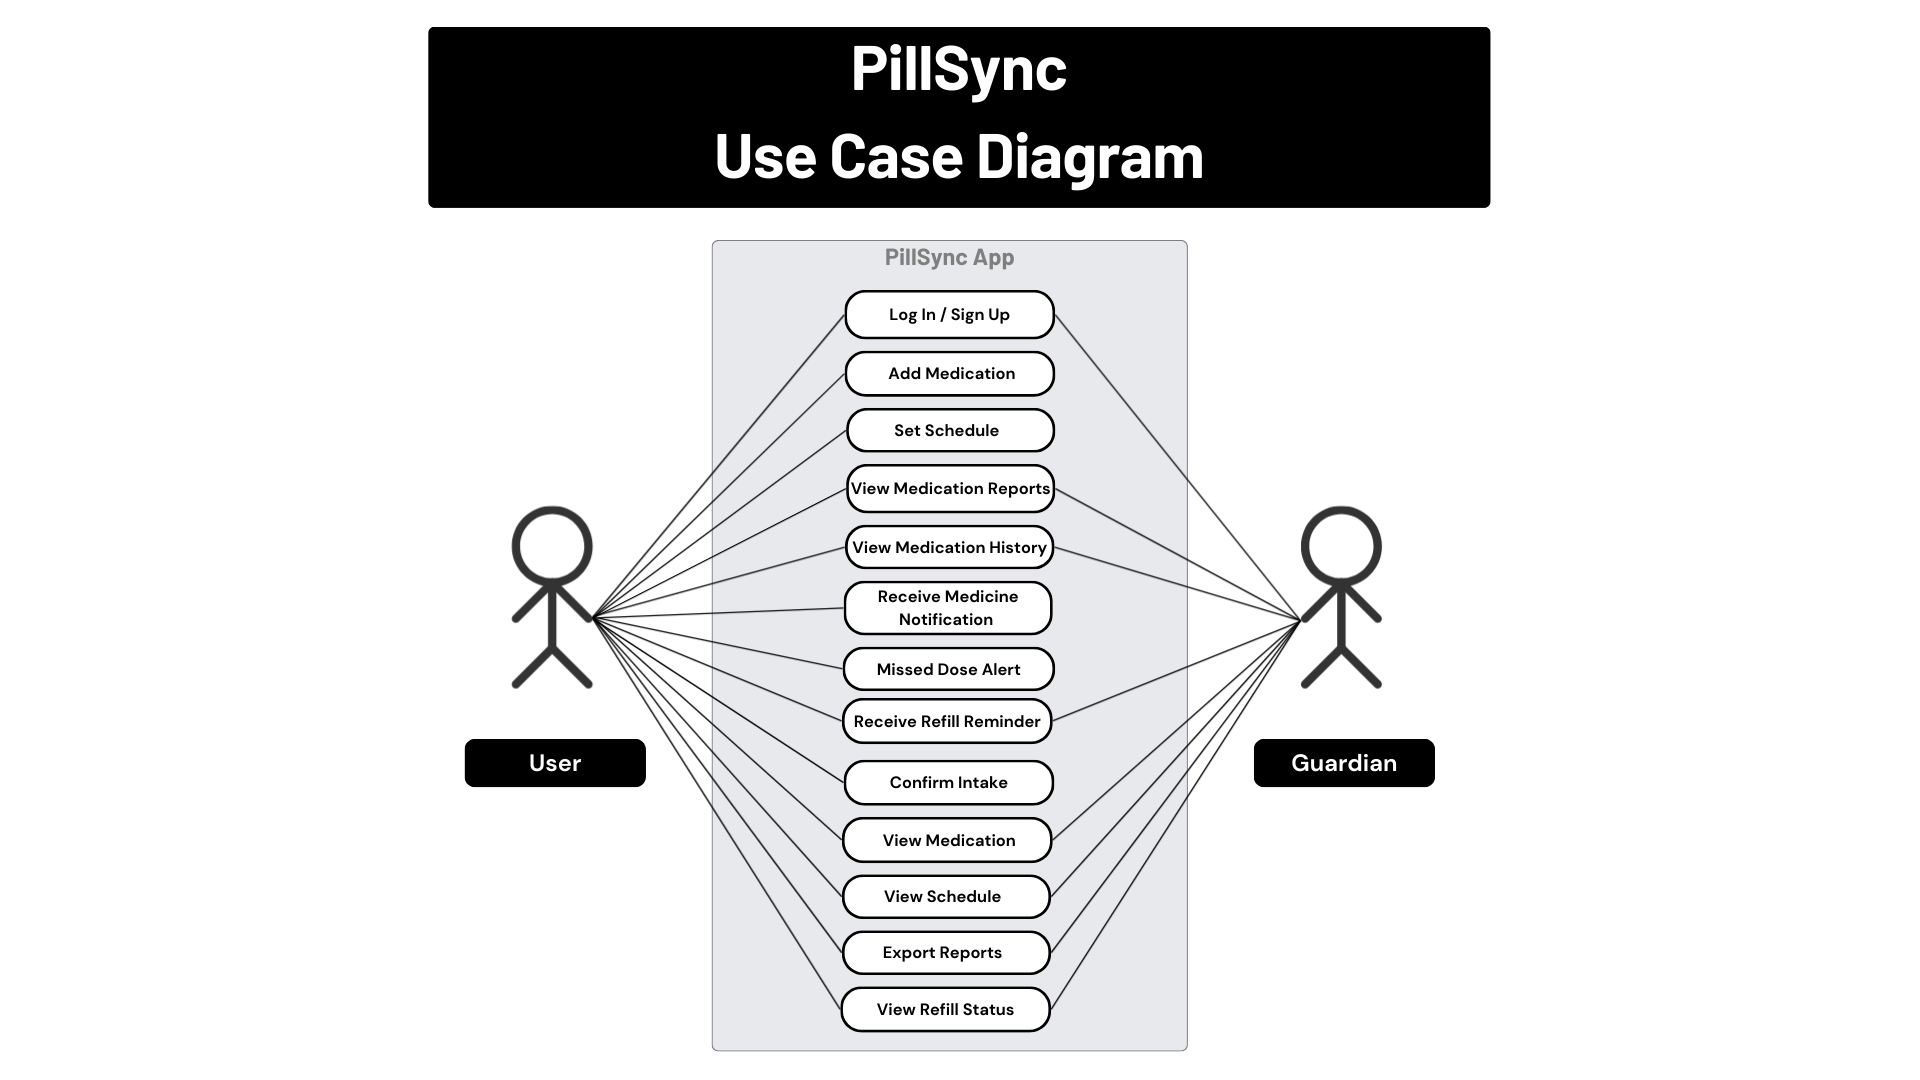 PillSync
Use Case Diagram
PillSync App
Log In / Sign Up
Add Medication
Set Schedule
View Medication Reports
View Medication History
Receive Medicine
Notification
Missed Dose Alert
Receive Refill Reminder
User
Guardian
Confirm Intake
View Medication
View Schedule
Export Reports
View Refill Status